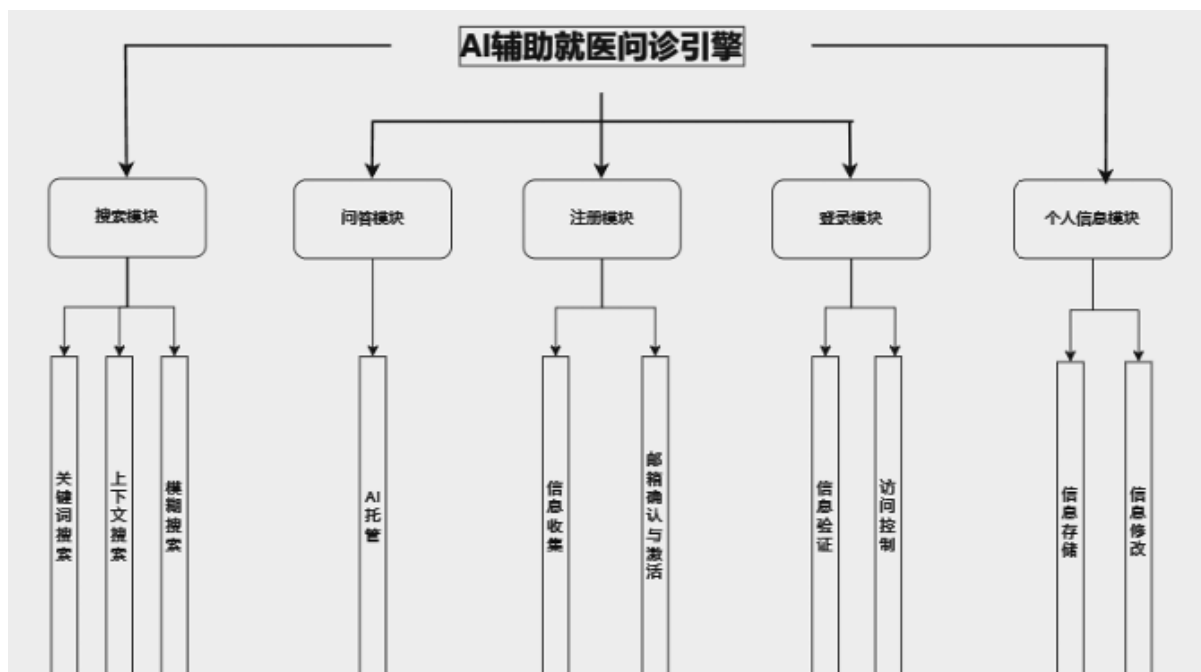 AI辅助就医问诊引擎
搜索模块
问答模块
注册模块
登录模块
个人信息模块
关键词搜索
上下文搜索
模糊搜索
AI托管
信息收集
邮箱确认与激活
信息验证
访问控制
信息存储
信息修改